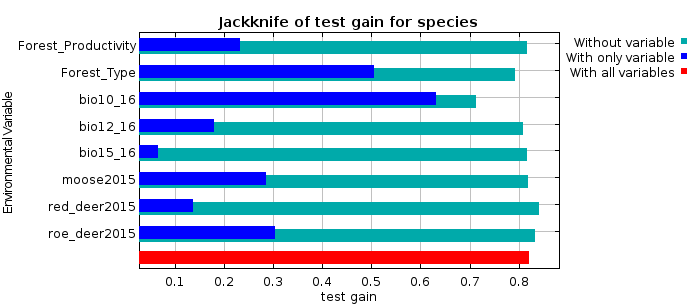 Jackknife of test gain for species
Environmental Variable
Forest_Productivity
Forest_Type
bio10_16
bio12_16
bio15_16
moose2015
red_deer2015
roe_deer2015
Without variable
With only variable
With all variables
0.1 0.2 0.3 0.4 0.5 0.6 0.7 0.8
test gain